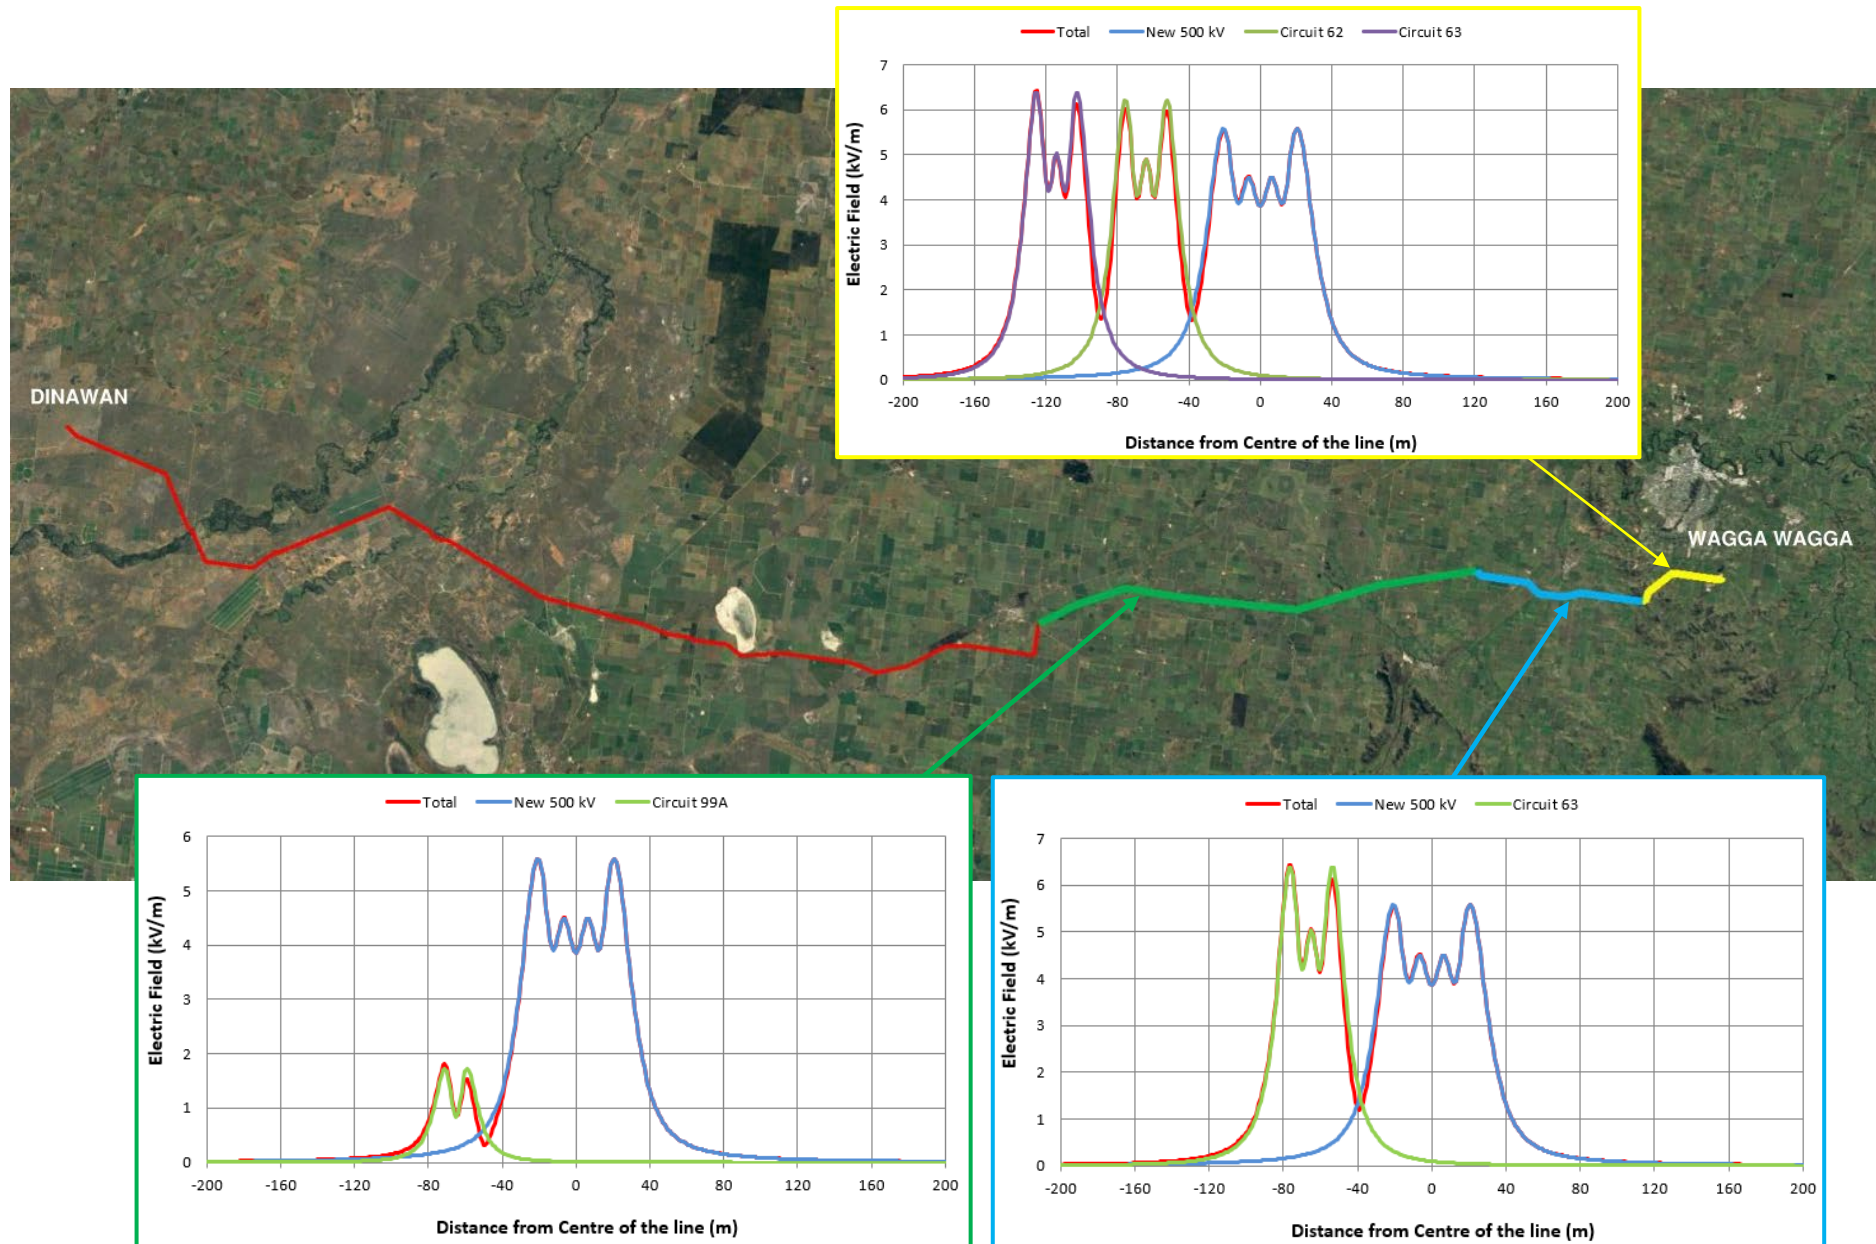 Total New 500 kV Circuit 62 Circuit 63
7
6
5
4
3
2
1
0
Electric Field (kV/m)
-200 -160 -120 -80 -40 0 40 80 120 160 200
Distance from Centre of the line (m)
DINAWAN
WAGGA WAGGA
Total New 500 kV Circuit 99A
6
5
4
3
2
1
0
Electric Field (kV/m)
-200 -160 -120 -80 -40 0 40 80 120 160 200
Distance from Centre of the line (m)
Total New 500 kV Circuit 63
7
6
5
4
3
2
1
0
Electric Field (kV/m)
-200 -160 -120 -80 -40 0 40 80 120 160 200
Distance from Centre of the line (m)